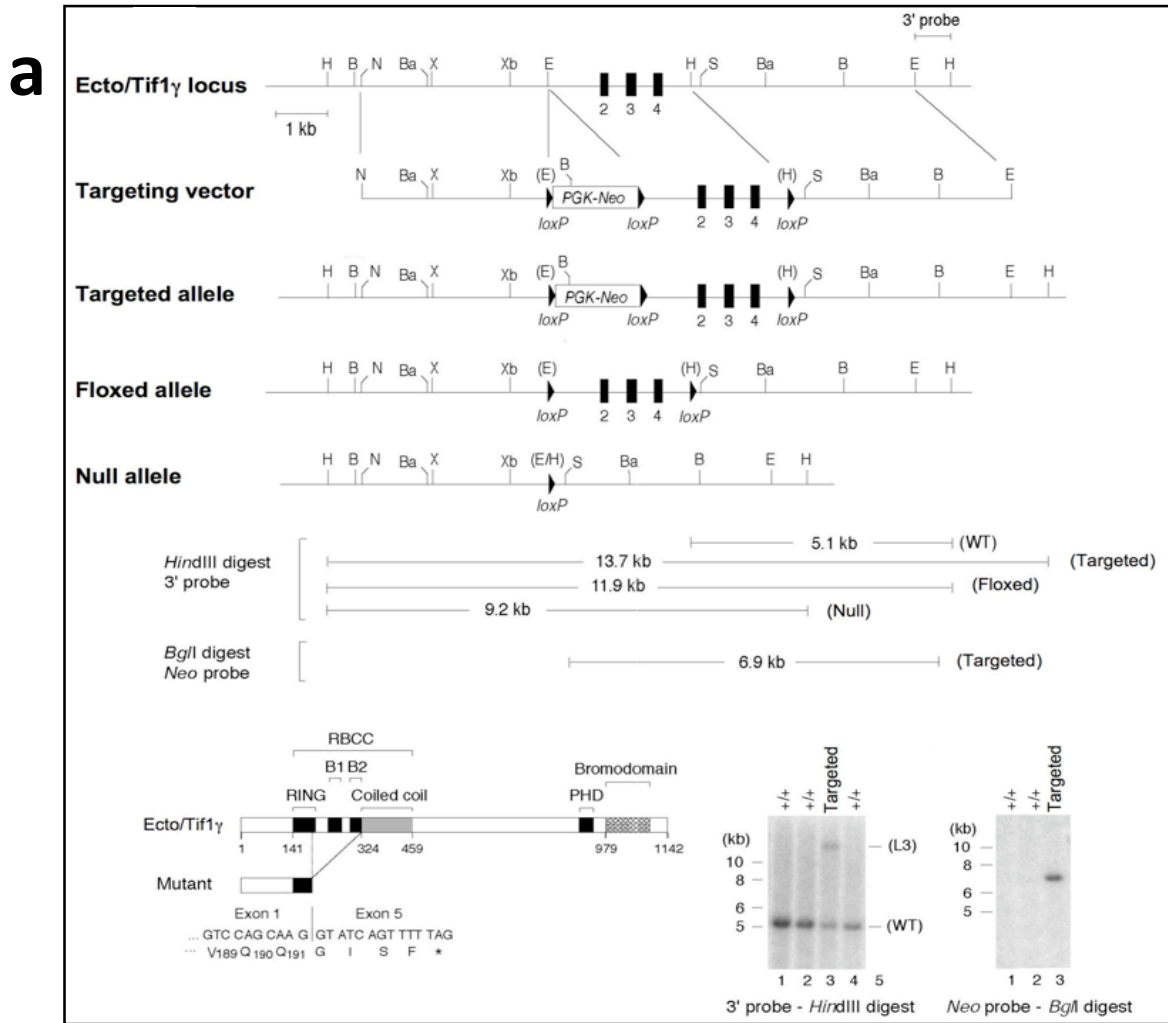 a
3' probe
H B N Ba X Xb E H S Ba B E H
Ecto/Tif1γ locus
2 3 4
1 kb
N Ba X Xb (E) B (H) S Ba B E
Targeting vector
PGK-Neo
loxP loxP 2 3 4 loxP
H B N Ba X Xb (E) B (H) S Ba B E H
Targeted allele
PGK-Neo
loxP loxP 2 3 4 loxP
H B N Ba X Xb (E) (H) S Ba B E H
Floxed allele
loxP 2 3 4 loxP
H B N Ba X Xb (E/H) S Ba B E H
Null allele
loxP
HindIII digest
3' probe
5.1 kb (WT)
13.7 kb (Targeted)
11.9 kb (Floxed)
9.2 kb (Null)
BglI digest
Neo probe
6.9 kb (Targeted)
RBCC
B1 B2
RING Coiled coil PHD Bromodomain
Ecto/Tif1γ
1 141 324 459 979 1142
Mutant
Exon 1 Exon 5
... GTC CAG CAA G GT ATC AGT TTT TAG
... V189 Q190 Q191 G I S F *
+/+ +/+ Targeted +/+
(kb)
10
8
6
5
(L3)
(WT)
1 2 3 4 5
3' probe - HindIII digest
+/+ +/+ Targeted
(kb)
10
8
6
5
1 2 3
Neo probe - BglI digest